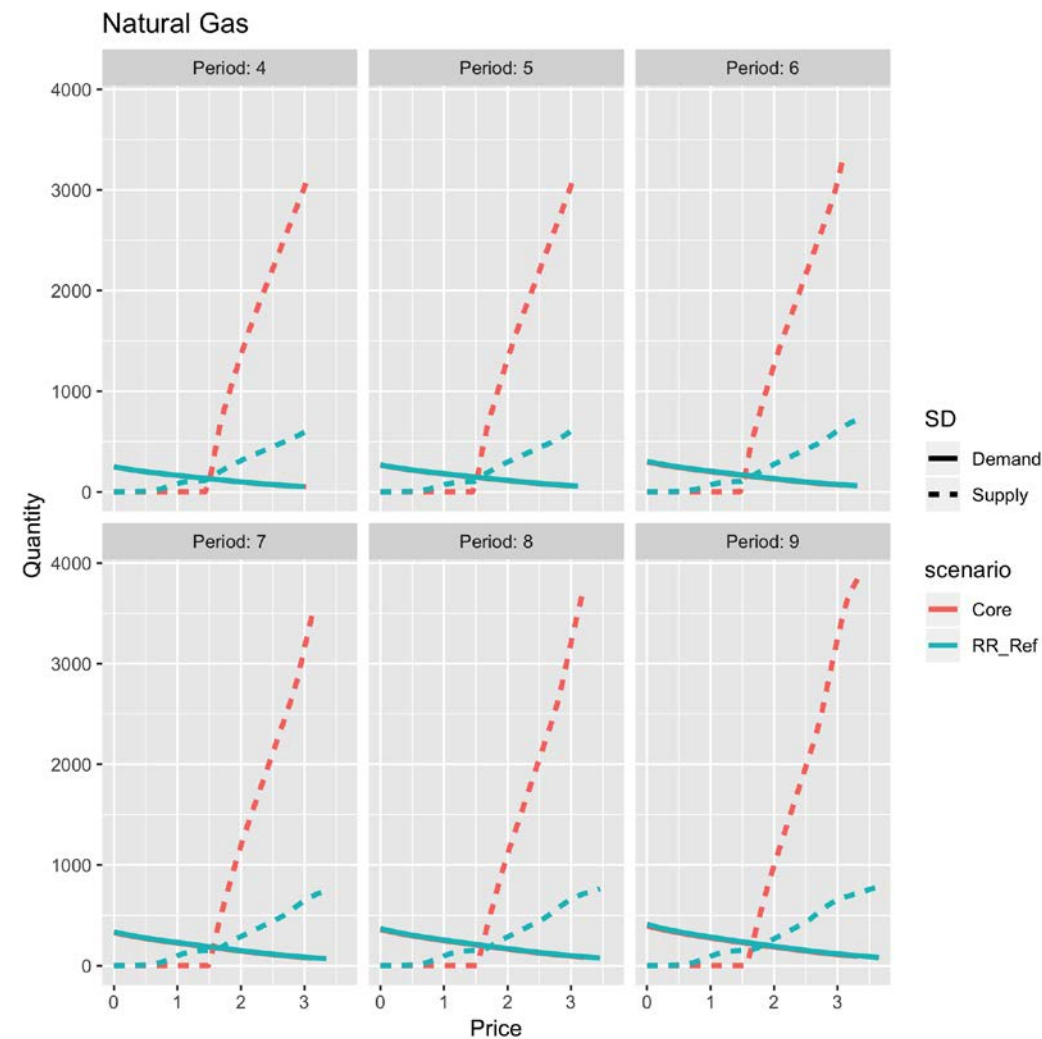 Natural Gas
Period: 4
Period: 5
Period: 6
4000
3000
2000
1000
0
Period: 7
Period: 8
Period: 9
4000
3000
2000
1000
0
0 1 2 3
0 1 2 3
0 1 2 3
Price
Quantity
SD
Demand
Supply
scenario
Core
RR_Ref